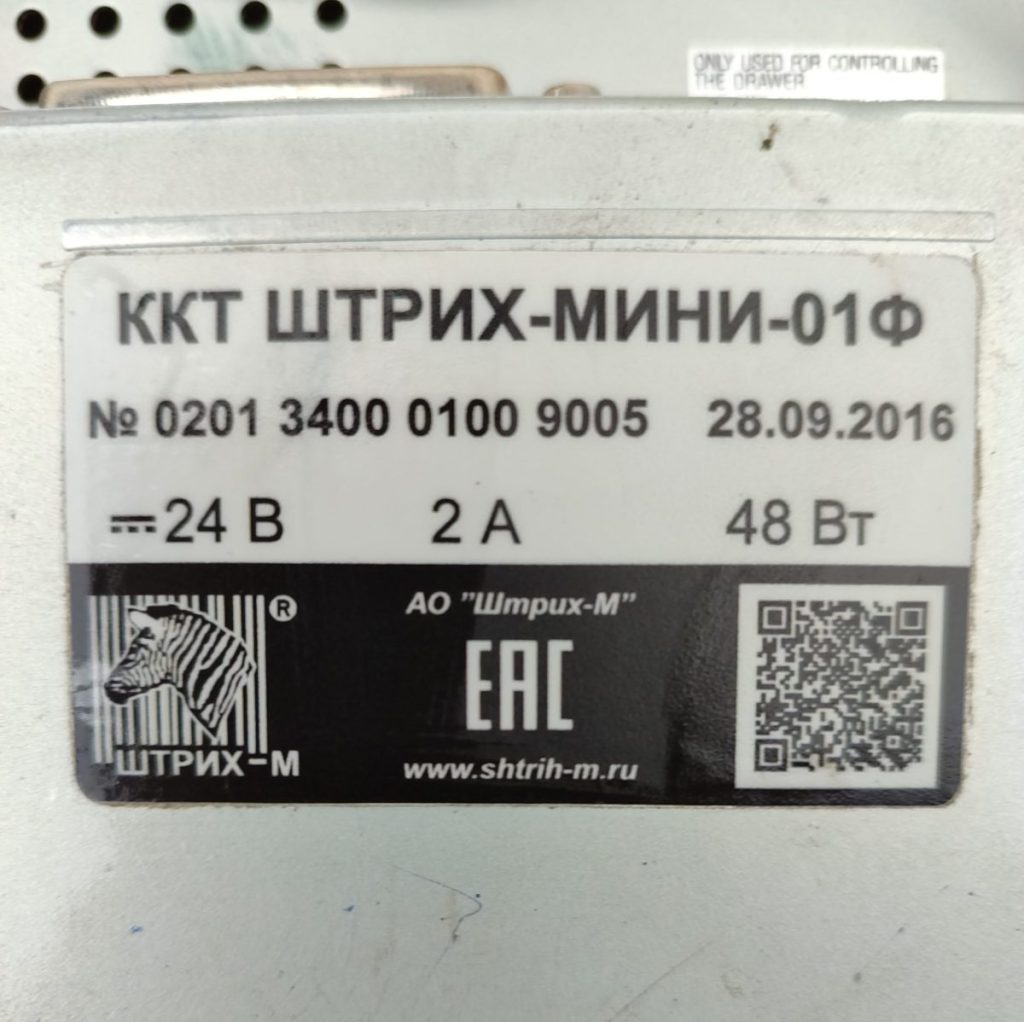 ONLY USED FOR CONTROLLING
THE DRAWER
ККТ ШТРИХ-МИНИ-01Ф
№ 0201 3400 0100 9005 28.09.2016
24 В 2 А 48 Вт
®
АО "Штрих-М"
EAC
ШТРИХ-М
www.shtrih-m.ru